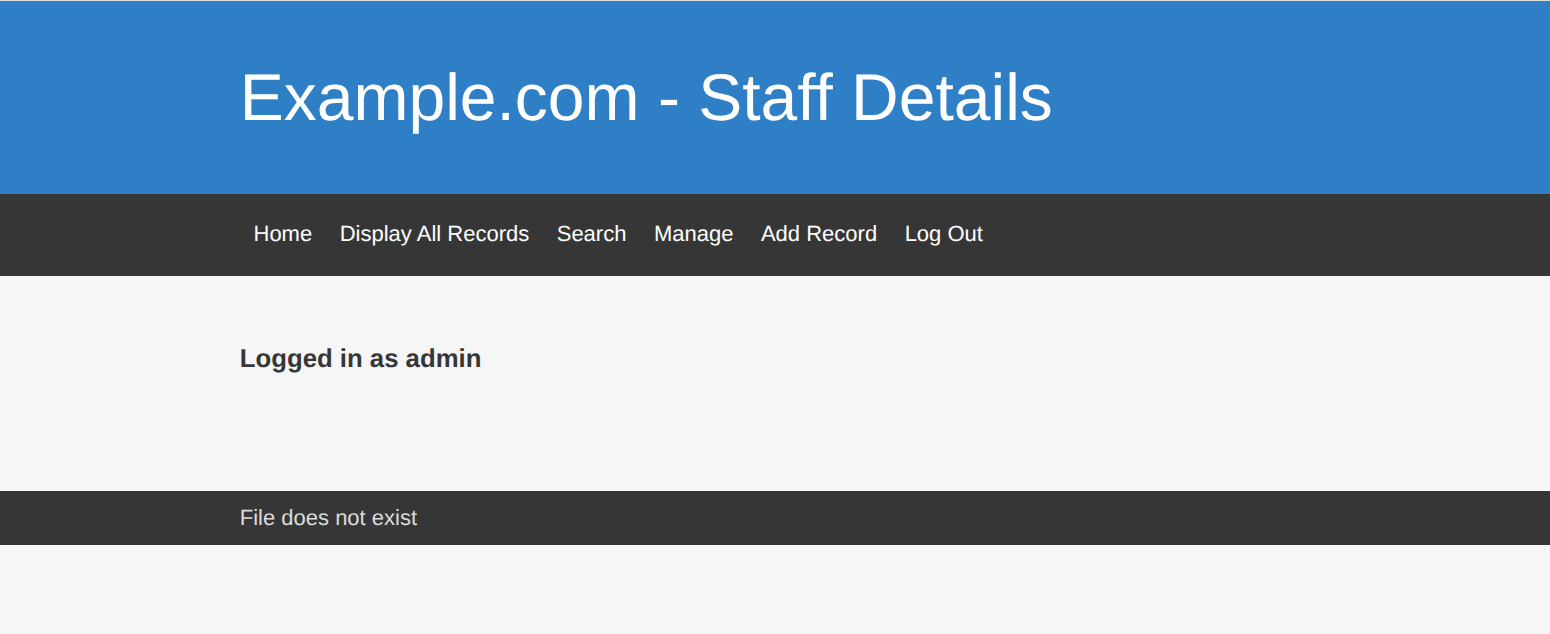 Example.com - Staff Details
Home Display All Records Search Manage Add Record Log Out
Logged in as admin
File does not exist